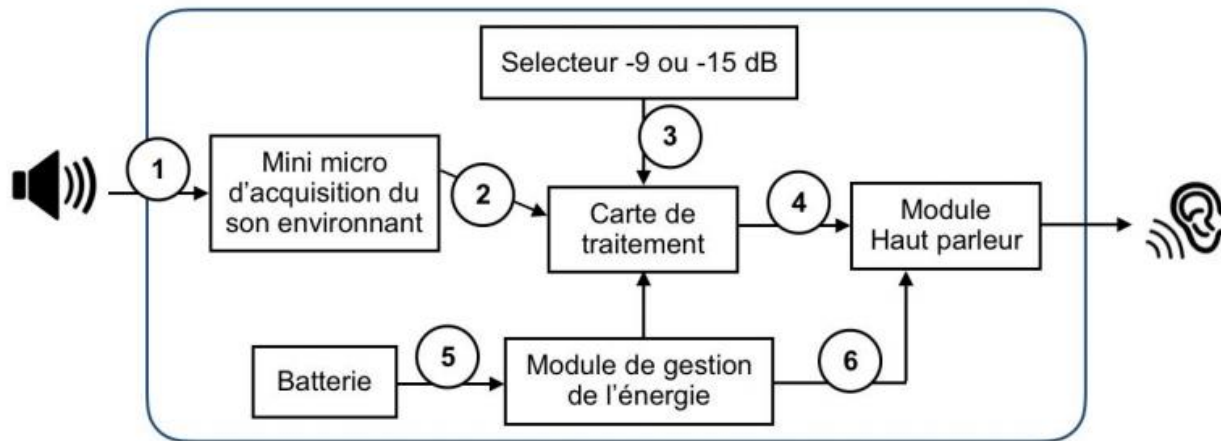 Selecteur -9 ou -15 dB
3
1
Mini micro
d'acquisition du
son environnant
2
Carte de
traitement
4
Module
Haut parleur
Batterie
5
Module de gestion
de l'énergie
6